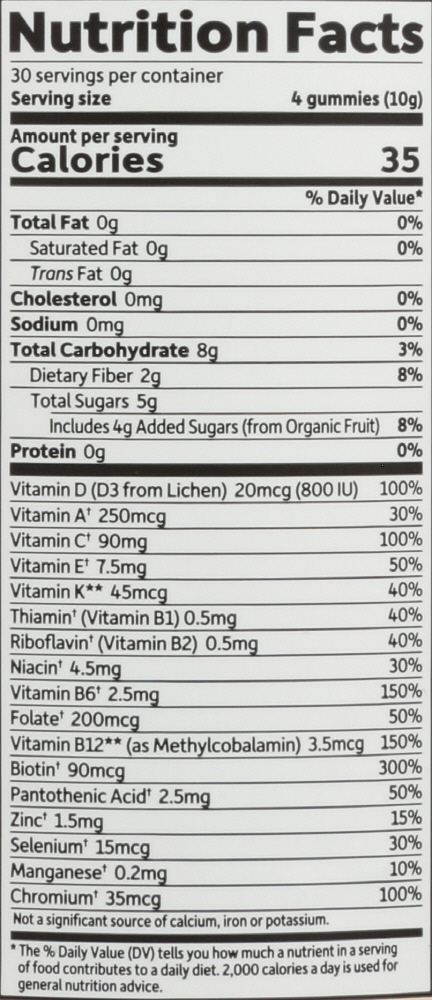 Nutrition Facts
30 servings per container
Serving size 4 gummies (10g)
Amount per serving
Calories 35
% Daily Value*
Total Fat 0g 0%
Saturated Fat 0g 0%
Trans Fat 0g
Cholesterol 0mg 0%
Sodium 0mg 0%
Total Carbohydrate 8g 3%
Dietary Fiber 2g 8%
Total Sugars 5g
Includes 4g Added Sugars (from Organic Fruit) 8%
Protein 0g 0%
Vitamin D (D3 from Lichen) 20mcg (800 IU) 100%
Vitamin A† 250mcg 30%
Vitamin C† 90mg 100%
Vitamin E† 7.5mg 50%
Vitamin K** 45mcg 40%
Thiamin† (Vitamin B1) 0.5mg 40%
Riboflavin† (Vitamin B2) 0.5mg 40%
Niacin† 4.5mg 30%
Vitamin B6† 2.5mg 150%
Folate† 200mcg 50%
Vitamin B12** (as Methylcobalamin) 3.5mcg 150%
Biotin† 90mcg 300%
Pantothenic Acid† 2.5mg 50%
Zinc† 1.5mg 15%
Selenium† 15mcg 30%
Manganese† 0.2mg 10%
Chromium† 35mcg 100%
Not a significant source of calcium, iron or potassium.
* The % Daily Value (DV) tells you how much a nutrient in a serving
of food contributes to a daily diet. 2,000 calories a day is used for
general nutrition advice.